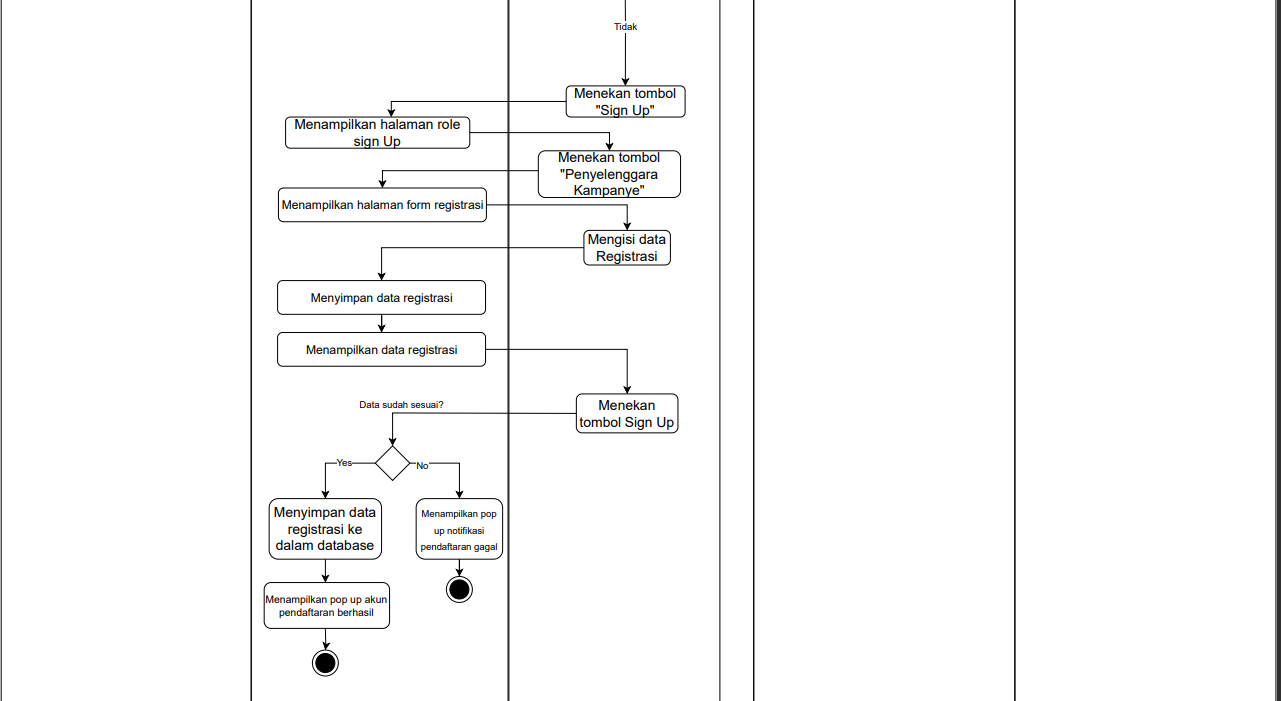 Tidak
Menekan tombol
"Sign Up"
Menampilkan halaman role
sign Up
Menekan tombol
"Penyelenggara
Kampanye"
Menampilkan halaman form registrasi
Mengisi data
Registrasi
Menyimpan data registrasi
Menampilkan data registrasi
Menekan
tombol Sign Up
Data sudah sesuai?
Yes
No
Menyimpan data
registrasi ke
dalam database
Menampilkan pop
up notifikasi
pendaftaran gagal
Menampilkan pop up akun
pendaftaran berhasil